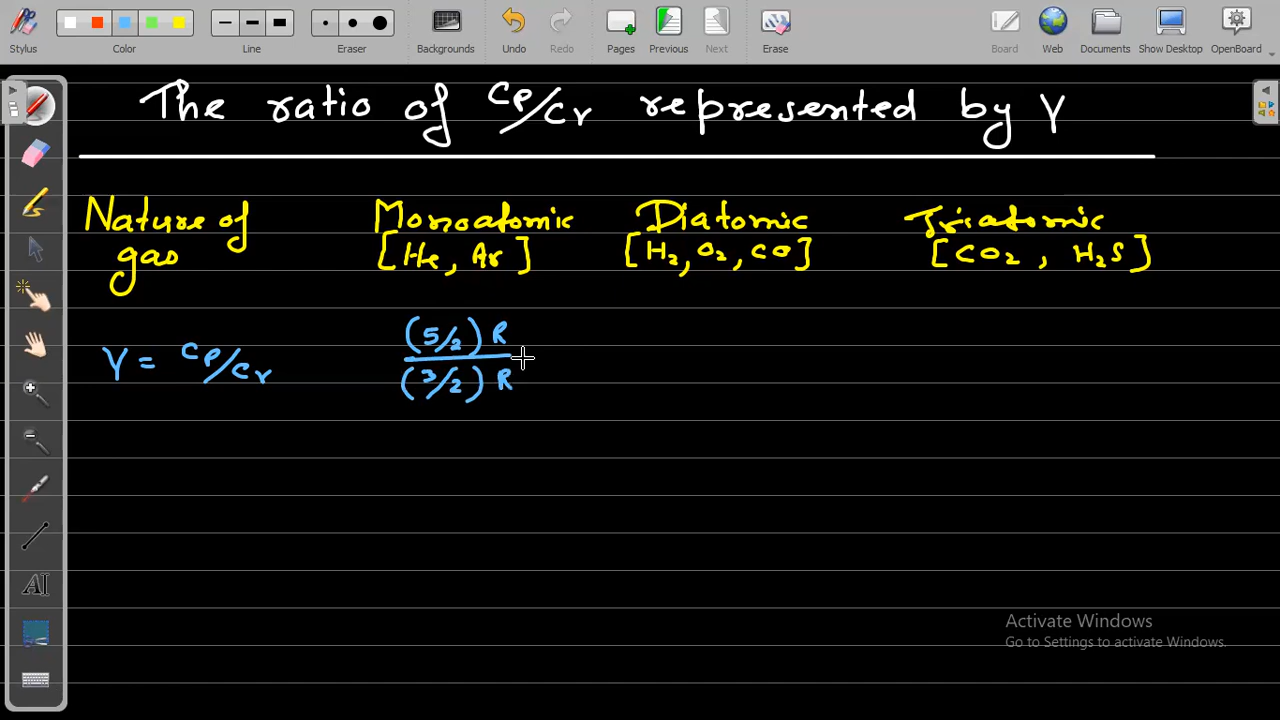 Stylus Color Line Eraser Backgrounds Undo Redo Pages Previous Next Erase Board Web Documents Show Desktop OpenBoard
The ratio of Cp/Cv represented by γ
Nature of gas
Monoatomic
[He, Ar]
Diatomic
[H₂, O₂, CO]
Triatomic
[CO₂, H₂S]
γ = Cp/Cv
(5/2) R
(3/2) R
AI
Activate Windows
Go to Settings to activate Windows.